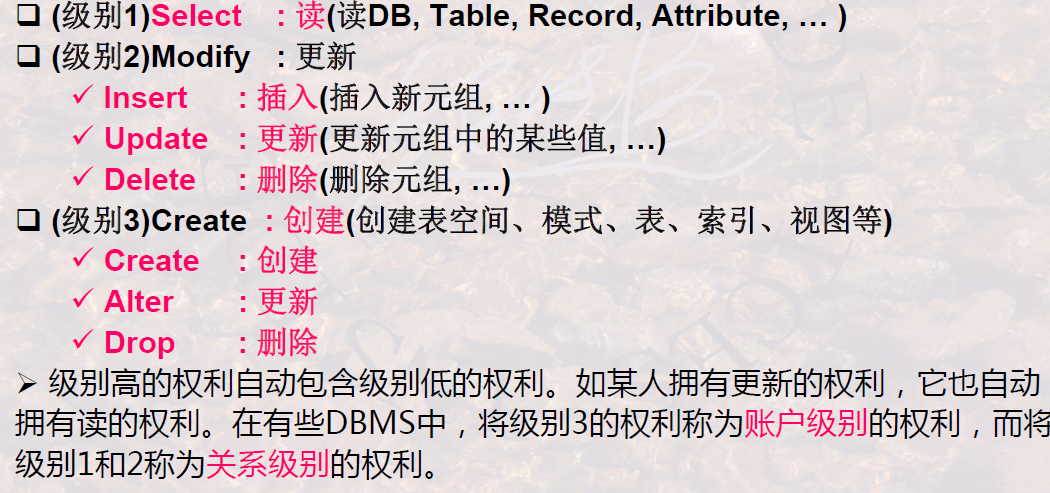 ❑ (级别1)Select : 读(读DB, Table, Record, Attribute, … )
❑ (级别2)Modify : 更新
✓ Insert : 插入(插入新元组, … )
✓ Update : 更新(更新元组中的某些值, …)
✓ Delete : 删除(删除元组, …)
❑ (级别3)Create : 创建(创建表空间、模式、表、索引、视图等)
✓ Create : 创建
✓ Alter : 更新
✓ Drop : 删除
➢ 级别高的权利自动包含级别低的权利。如某人拥有更新的权利，它也自动
拥有读的权利。在有些DBMS中，将级别3的权利称为账户级别的权利，而将
级别1和2称为关系级别的权利。